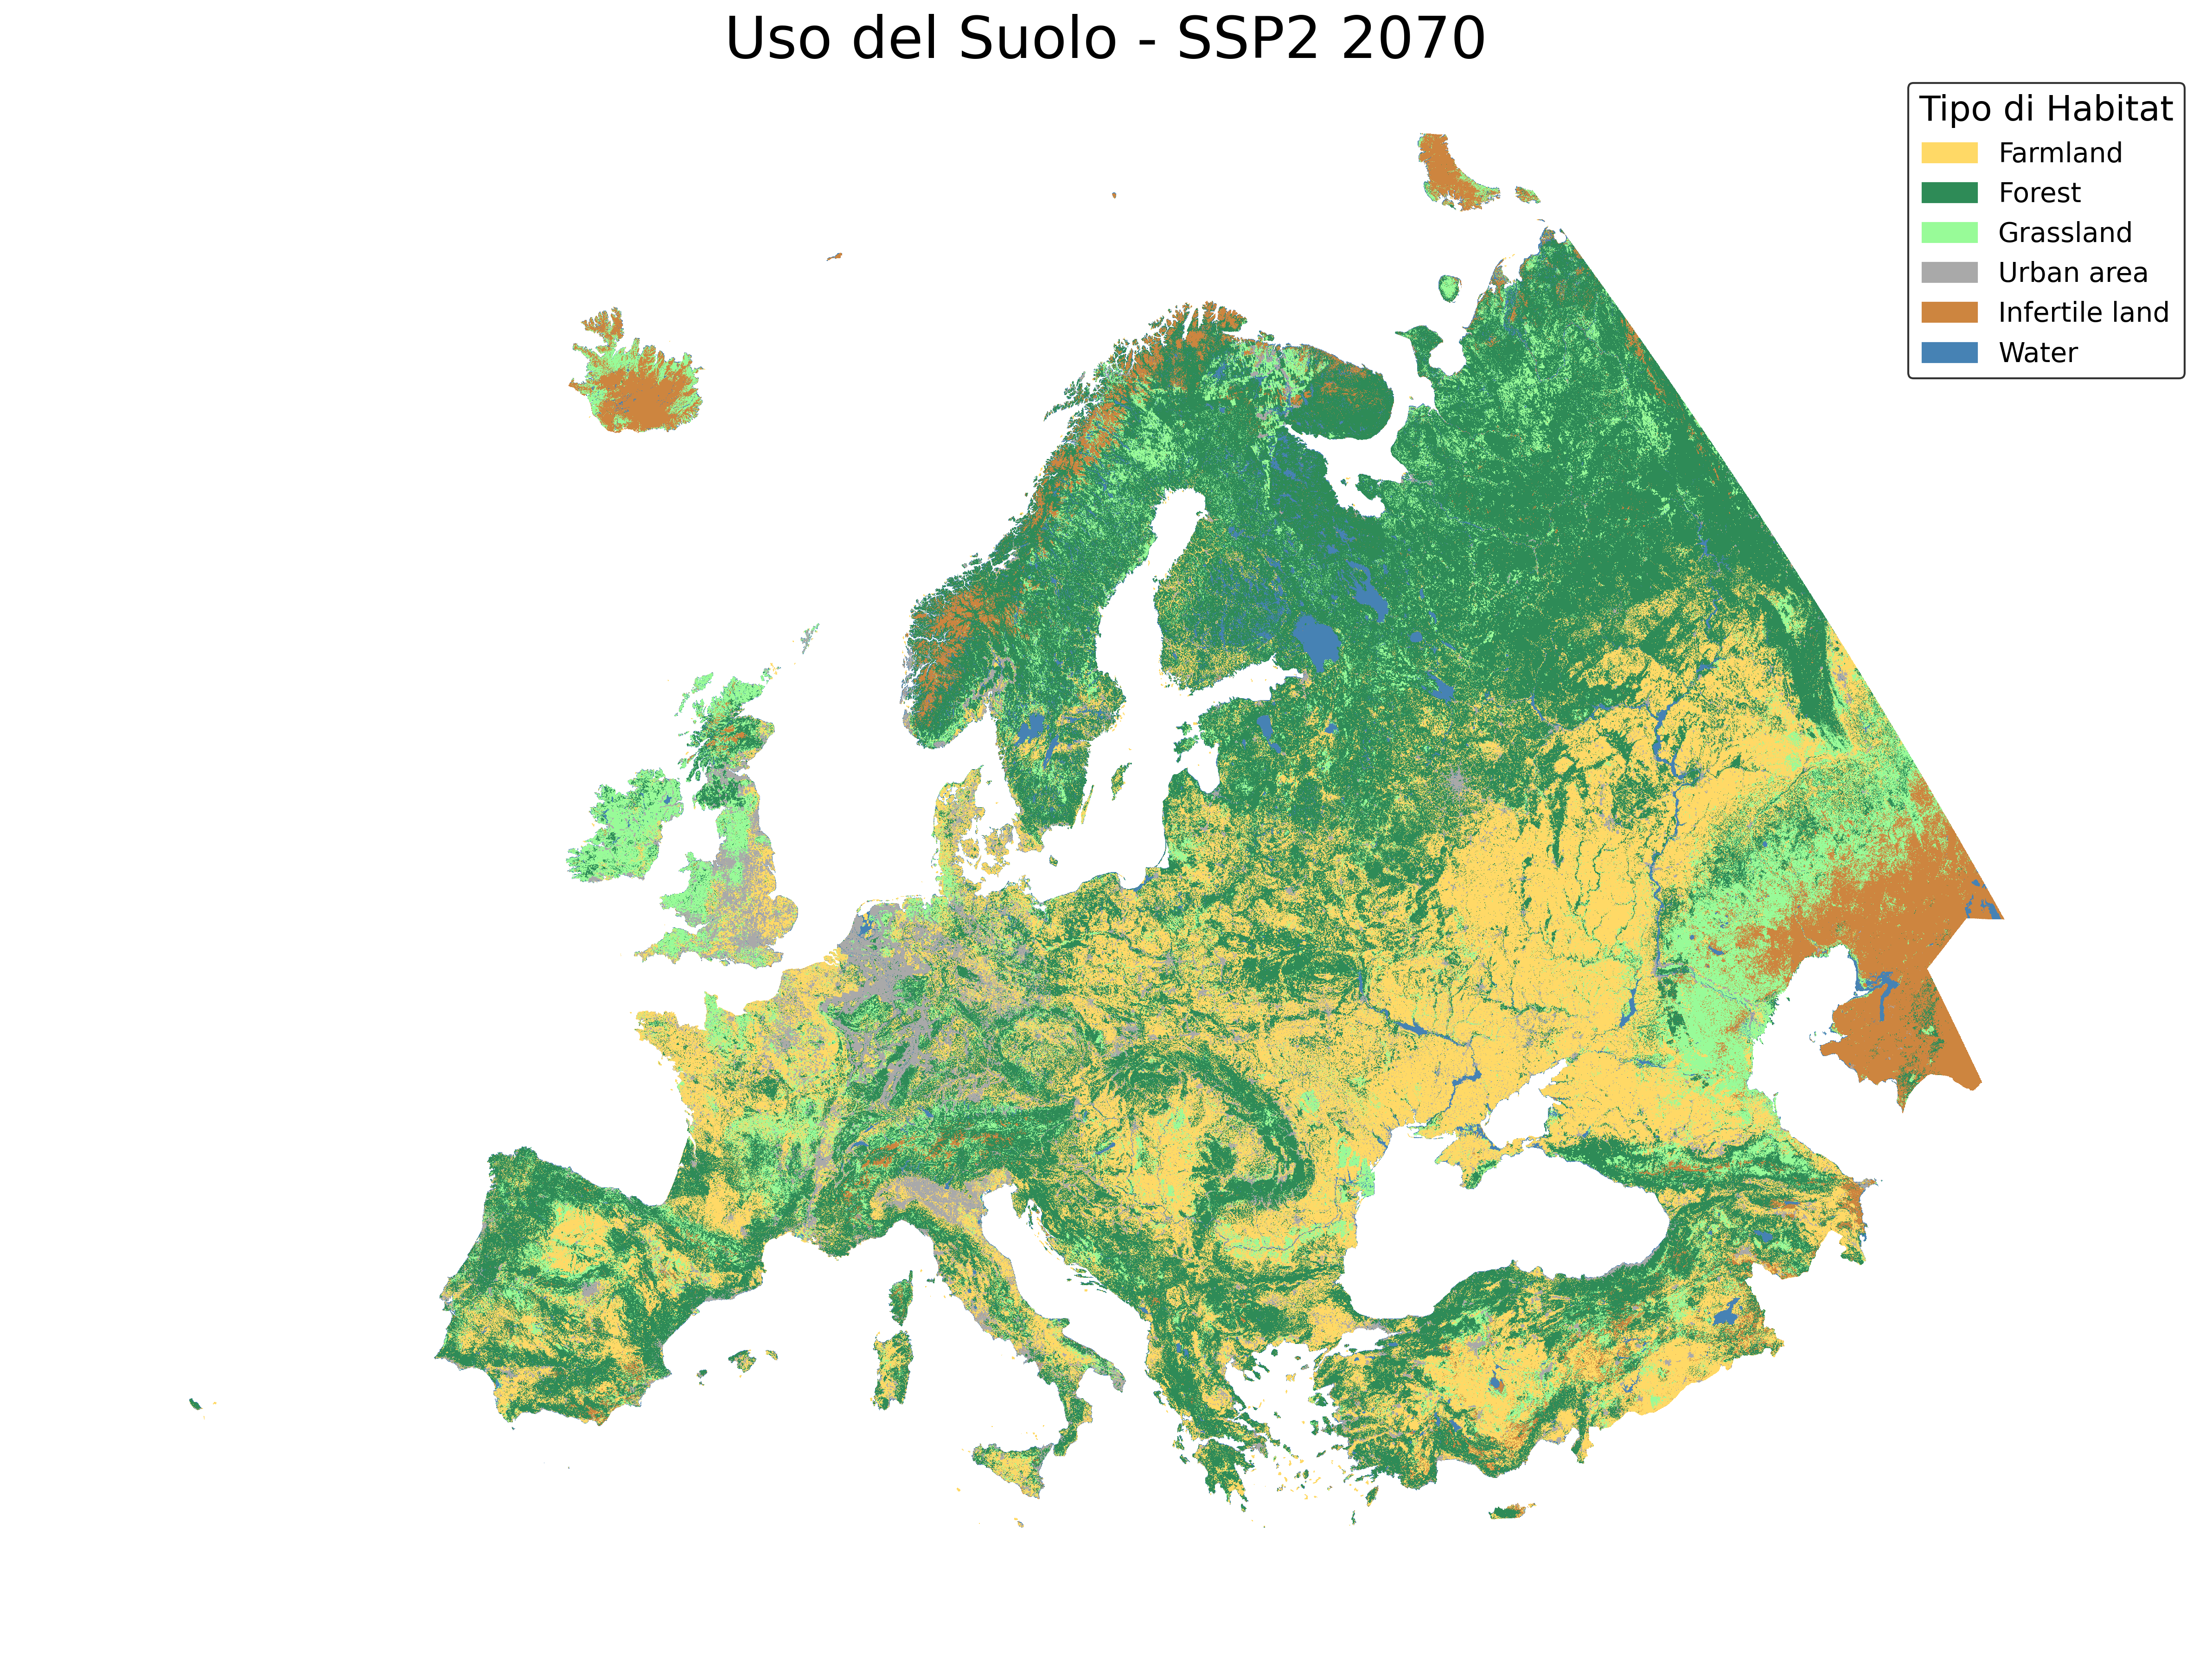 Uso del Suolo - SSP2 2070
Tipo di Habitat
Farmland
Forest
Grassland
Urban area
Infertile land
Water